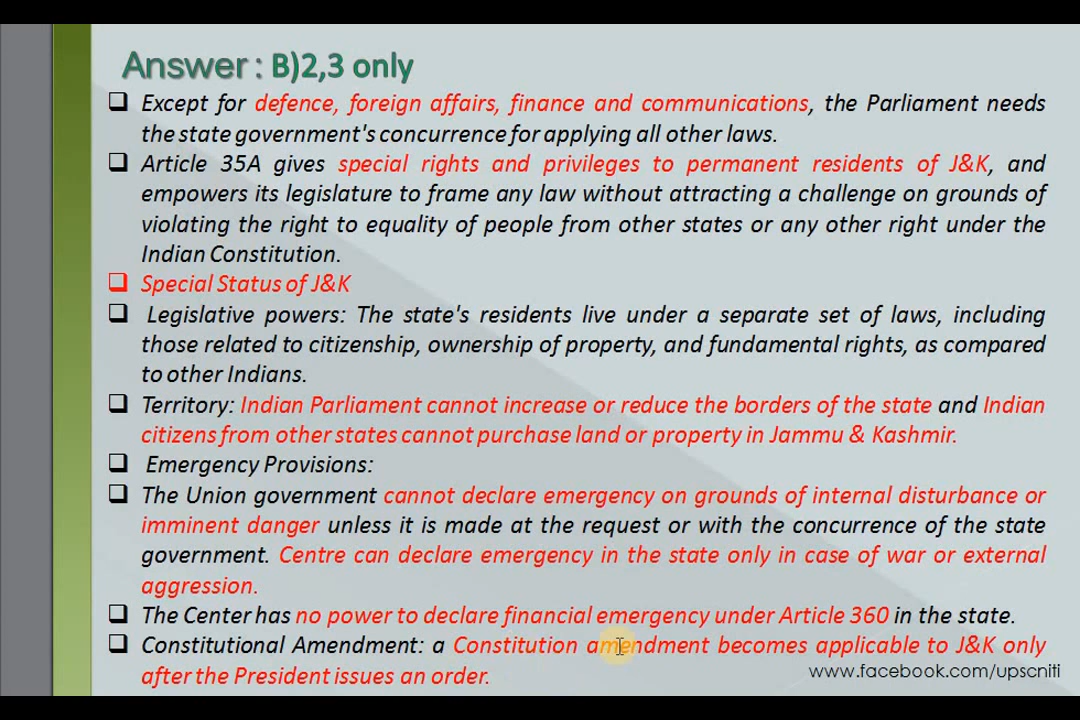 Answer : B)2,3 only
❑ Except for defence, foreign affairs, finance and communications, the Parliament needs
the state government's concurrence for applying all other laws.
❑ Article 35A gives special rights and privileges to permanent residents of J&K, and
empowers its legislature to frame any law without attracting a challenge on grounds of
violating the right to equality of people from other states or any other right under the
Indian Constitution.
❑ Special Status of J&K
❑ Legislative powers: The state's residents live under a separate set of laws, including
those related to citizenship, ownership of property, and fundamental rights, as compared
to other Indians.
❑ Territory: Indian Parliament cannot increase or reduce the borders of the state and Indian
citizens from other states cannot purchase land or property in Jammu & Kashmir.
❑ Emergency Provisions:
❑ The Union government cannot declare emergency on grounds of internal disturbance or
imminent danger unless it is made at the request or with the concurrence of the state
government. Centre can declare emergency in the state only in case of war or external
aggression.
❑ The Center has no power to declare financial emergency under Article 360 in the state.
❑ Constitutional Amendment: a Constitution amendment becomes applicable to J&K only
after the President issues an order.
www.facebook.com/upscniti